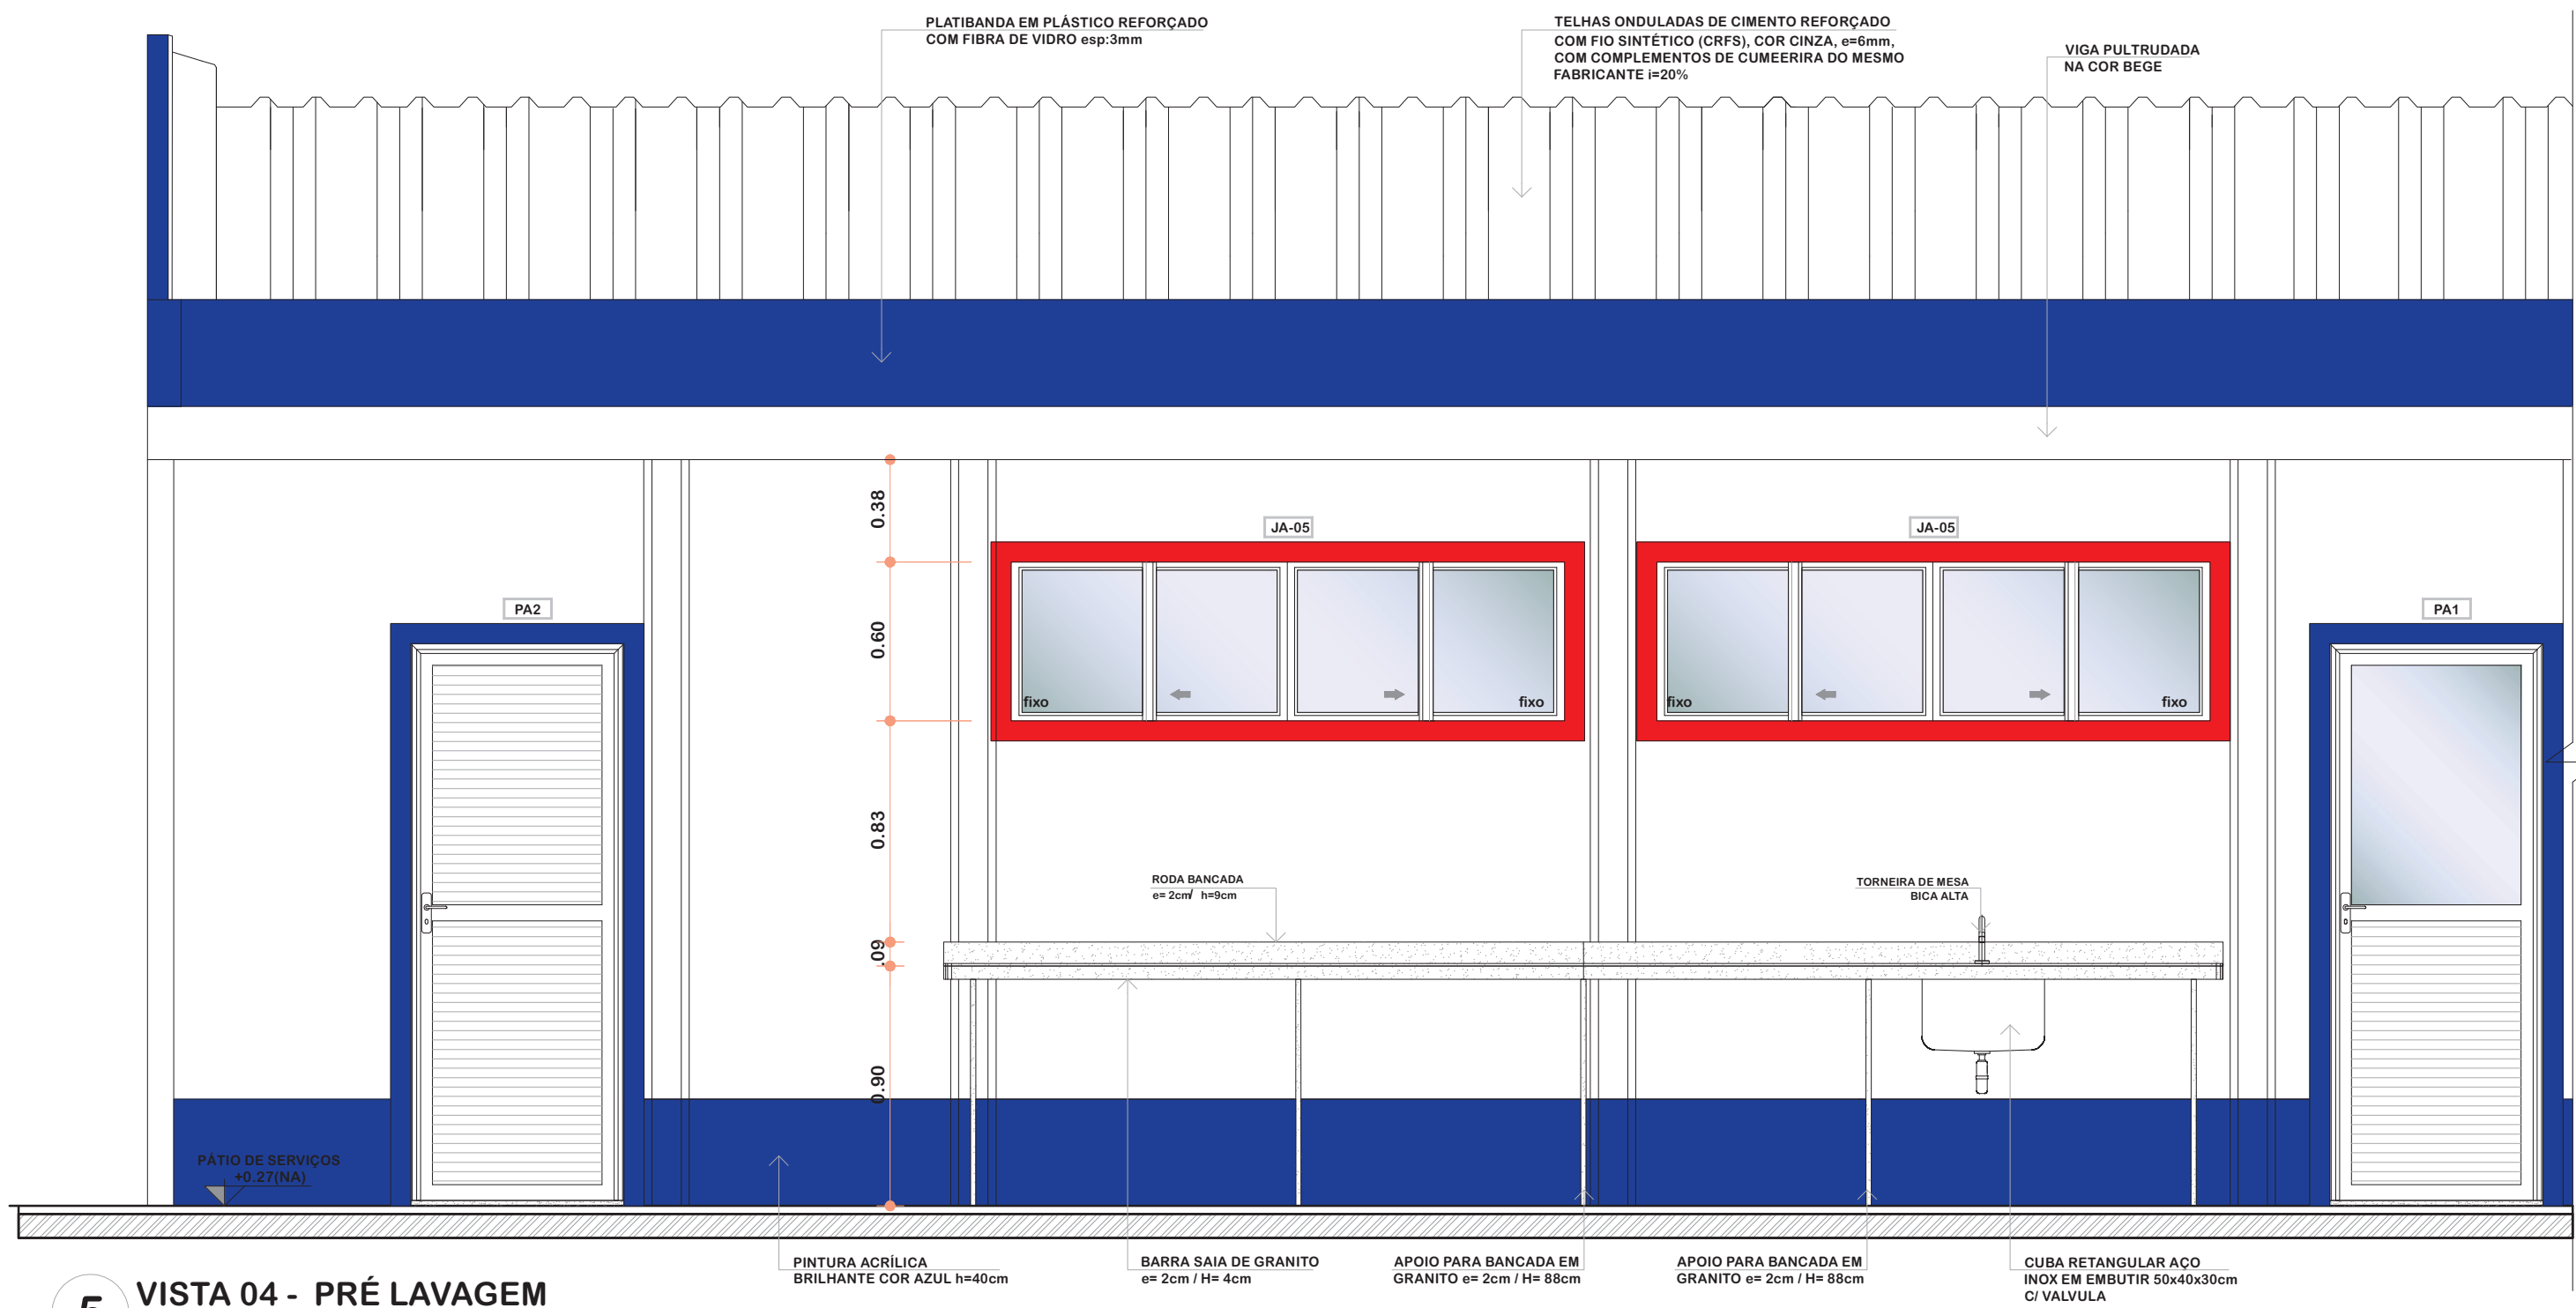 PLATIBANDA EM PLÁSTICO REFORÇADO
COM FIBRA DE VIDRO esp:3mm
TELHAS ONDULADAS DE CIMENTO REFORÇADO
COM FIO SINTÉTICO (CRFS), COR CINZA, e=6mm,
COM COMPLEMENTOS DE CUMEERIRA DO MESMO
FABRICANTE i=20%
VIGA PULTRUDADA
NA COR BEGE
0.38
0.60
0.83
.09
0.90
JA-05
JA-05
PA2
PA1
fixo
fixo
fixo
fixo
RODA BANCADA
e= 2cm/ h=9cm
TORNEIRA DE MESA
BICA ALTA
PÁTIO DE SERVIÇOS
+0.27(NA)
PINTURA ACRÍLICA
BRILHANTE COR AZUL h=40cm
BARRA SAIA DE GRANITO
e= 2cm / H= 4cm
APOIO PARA BANCADA EM
GRANITO e= 2cm / H= 88cm
APOIO PARA BANCADA EM
GRANITO e= 2cm / H= 88cm
CUBA RETANGULAR AÇO
INOX EM EMBUTIR 50x40x30cm
C/ VALVULA
5
VISTA 04 - PRÉ LAVAGEM